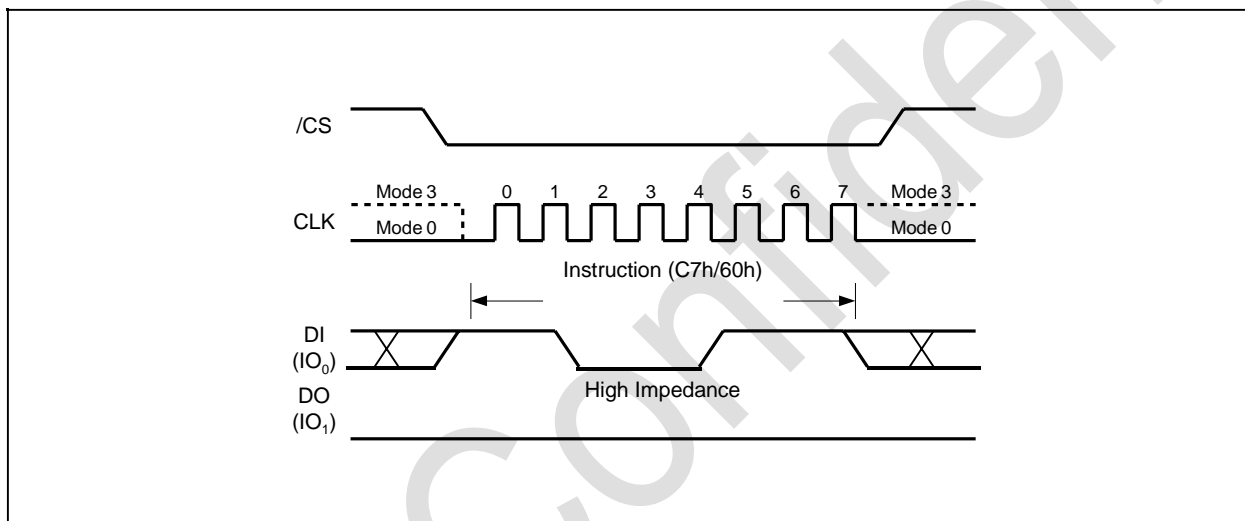 /CS
Mode 3 0 1 2 3 4 5 6 7 Mode 3
CLK
Mode 0 Mode 0
Instruction (C7h/60h)
DI
(IO0)
High Impedance
DO
(IO1)